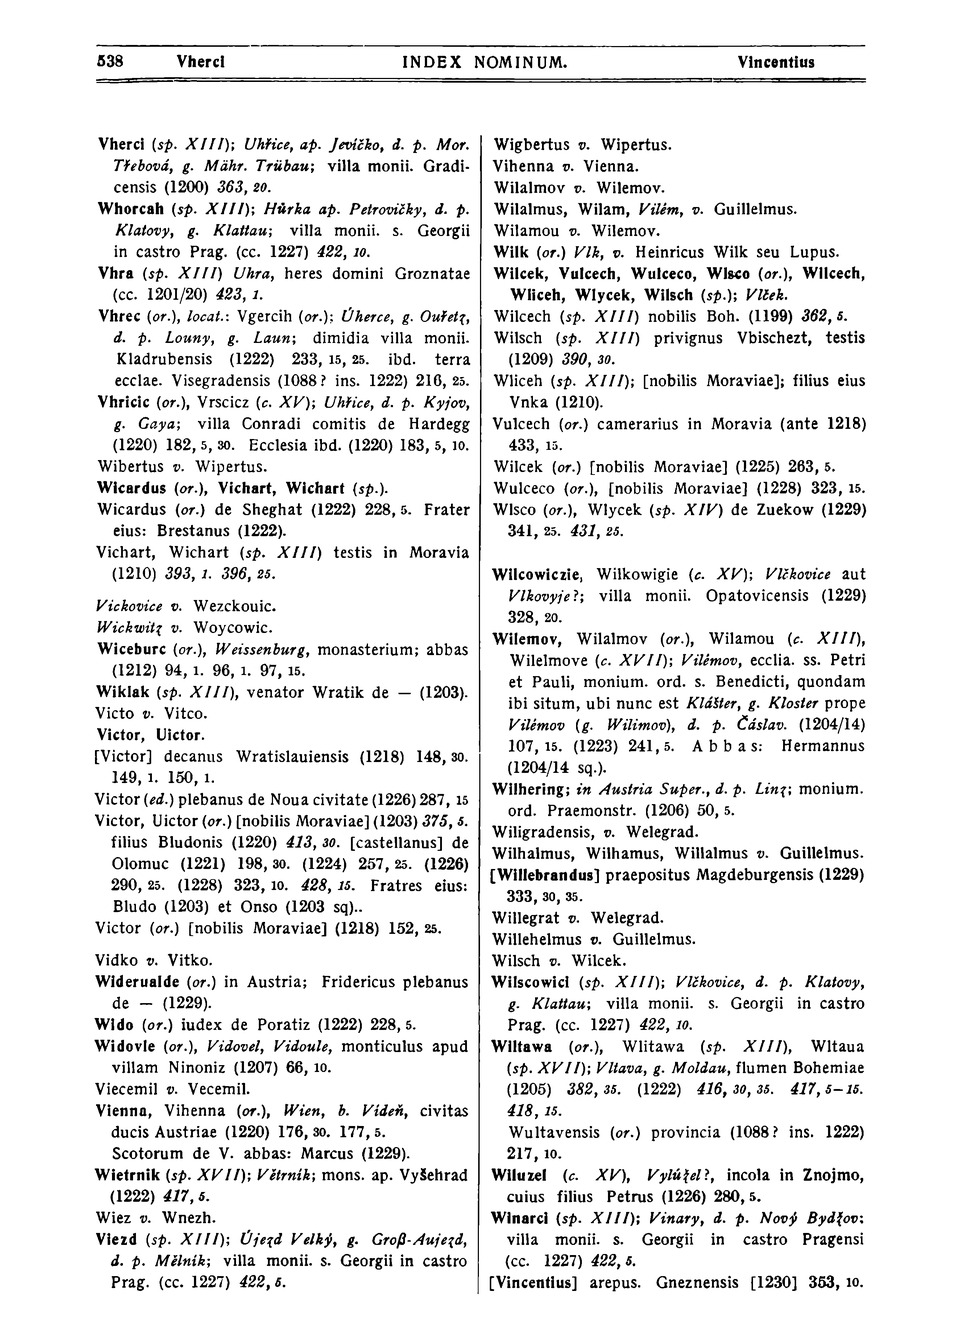 538 Vherci INDEX NOMINUM. Vincentius
Vherci (sp. XIII); Uhřice, ap. Jevíčko, d. p. Mor.
Třebová, g. Mähr. Trübau; villa monii. Gradi-
censis (1200) 363, 20.
Whorcah (sp. XIII); Hůrka ap. Petrovičky, d. p.
Klatovy, g. Klattau; villa monii. s. Georgii
in castro Prag. (cc. 1227) 422, 10.
Vhra (sp. XIII) Uhra, heres domini Groznatae
(cc. 1201/20) 423, 1.
Vhrec (or.), locat.: Vgercih (or.); Úherce, g. Ouřetz,
d. p. Louny, g. Laun; dimidia villa monii.
Kladrubensis (1222) 233, 15, 25. ibd. terra
ecclae. Visegradensis (1088? ins. 1222) 216, 25.
Vhricic (or.), Vrscicz (c. XV); Uhřice, d. p. Kyjov,
g. Gaya; villa Conradi comitis de Hardegg
(1220) 182, 5, 30. Ecclesia ibd. (1220) 183, 5, 10.
Wibertus v. Wipertus.
Wicardus (or.), Vichart, Wichart (sp.).
Wicardus (or.) de Sheghat (1222) 228, 5. Frater
eius: Brestanus (1222).
Vichart, Wichart (sp. XIII) testis in Moravia
(1210) 393, 1. 396, 25.
Vickovice v. Wezckouic.
Wickwitz v. Woycowic.
Wiceburc (or.), Weissenburg, monasterium; abbas
(1212) 94, 1. 96, 1. 97, 15.
Wiklak (sp. XIII), venator Wratik de — (1203).
Victo v. Vitco.
Victor, Uictor.
[Victor] decanus Wratislauiensis (1218) 148, 30.
149, 1. 150, 1.
Victor (ed.) plebanus de Noua civitate (1226) 287, 15
Victor, Uictor (or.) [nobilis Moraviae] (1203) 375, 5.
filius Bludonis (1220) 413, 30. [castellanus] de
Olomuc (1221) 198, 30. (1224) 257, 25. (1226)
290, 25. (1228) 323, 10. 428, 15. Fratres eius:
Bludo (1203) et Onso (1203 sq)..
Victor (or.) [nobilis Moraviae] (1218) 152, 25.
Vidko v. Vitko.
Wideruaide (or.) in Austria; Fridericus plebanus
de — (1229).
Wido (or.) iudex de Poratiz (1222) 228, 5.
Widovie (or.), Vidovel, Vidoule, monticulus apud
villam Ninoniz (1207) 66, 10.
Viecemil v. Vecemil.
Vienna, Vihenna (or.), Wien, b. Vídeň, civitas
ducis Austriae (1220) 176, 30. 177, 5.
Scotorum de V. abbas: Marcus (1229).
Wietrnik (sp. XVII); Větrník; mons. ap. Vyšehrad
(1222) 417, 5.
Wiez v. Wnezh.
Viezd (sp. XIII); Újezd Velký, g. Groß-Aujezd,
d. p. Mělník; villa monii. s. Georgii in castro
Prag. (cc. 1227) 422, 5.
Wigbertus v. Wipertus.
Vihenna v. Vienna.
Wilalmov v. Wilemov.
Wilalmus, Wilam, Vilém, v. Guillelmus.
Wilamou v. Wilemov.
Wilk (or.) Vlk, v. Heinricus Wilk seu Lupus.
Wilcek, Vulcech, Wulceco, Wlsco (or.), Wilcech,
Wliceh, Wlycek, Wilsch (sp.); Vlček.
Wilcech (sp. XIII) nobilis Boh. (1199) 362, 5.
Wilsch (sp. XIII) privignus Vbischezt, testis
(1209) 390, 30.
Wliceh (sp. XIII); [nobilis Moraviae]; filius eius
Vnka (1210).
Vulcech (or.) camerarius in Moravia (ante 1218)
433, 15.
Wilcek (or.) [nobilis Moraviae] (1225) 263, 5.
Wulceco (or.), [nobilis Moraviae] (1228) 323, 15.
Wlsco (or.), Wlycek (sp. XIV) de Zuekow (1229)
341, 25. 431, 25.
Wilcowiczie, Wilkowigie (c. XV); Vlčkovice aut
Vlkovyje?; villa monii. Opatovicensis (1229)
328, 20.
Wilemov, Wilalmov (or.), Wilamou (c. XIII),
Wilelmove (c. XVII); Vilémov, ecclia. ss. Petri
et Pauli, monium. ord. s. Benedicti, quondam
ibi situm, ubi nunc est Klášter, g. Kloster prope
Vilémov (g. Wilimov), d. p. Čáslav. (1204/14)
107, 15. (1223) 241, 5. Abbas: Hermannus
(1204/14 sq.).
Wilhering; in Austria Super., d. p. Linz; monium.
ord. Praemonstr. (1206) 50, 5.
Wiligradensis, v. Welegrad.
Wilhalmus, Wilhamus, Willalmus v. Guillelmus.
[Willebrandus] praepositus Magdeburgensis (1229)
333, 30, 35.
Willegrat v. Welegrad.
Willehelmus v. Guillelmus.
Wilsch v. Wilcek.
Wilscowici (sp. XIII); Vlčkovice, d. p. Klatovy,
g. Klattau; villa monii. s. Georgii in castro
Prag. (cc. 1227) 422, 10.
Wiltawa (or.), Wlitawa (sp. XIII), Wltaua
(sp. XVII); Vltava, g. Moldau, flumen Bohemiae
(1205) 382, 35. (1222) 416, 30, 35. 417, 5—15.
418, 15.
Wultavensis (or.) provincia (1088? ins. 1222)
217, 10.
Wiluzel (c. XV), Vylúzel?, incola in Znojmo,
cuius filius Petrus (1226) 280, 5.
Winarci (sp. XIII); Vinary, d. p. Nový Bydžov:
villa monii. s. Georgii in castro Pragensi
(cc. 1227) 422, 5.
[Vincentius] arepus. Gneznensis [1230] 353, 10.